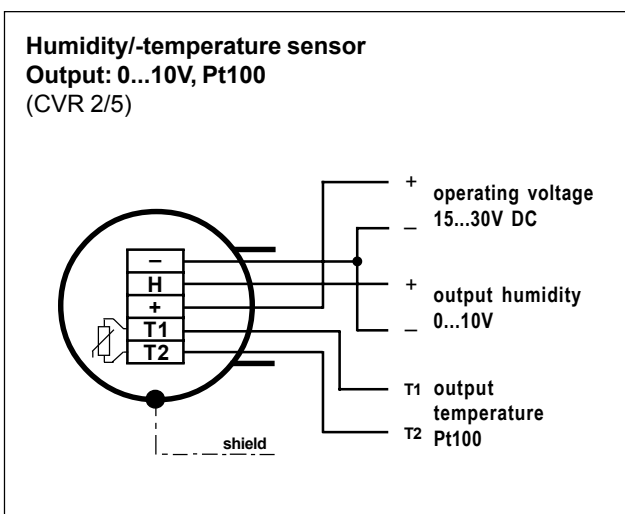 Humidity/-temperature sensor
Output: 0...10V, Pt100
(CVR 2/5)
+
operating voltage
15...30V DC
–
–
H
+
T1
T2
+
output humidity
0...10V
–
T1 output
temperature
T2 Pt100
shield